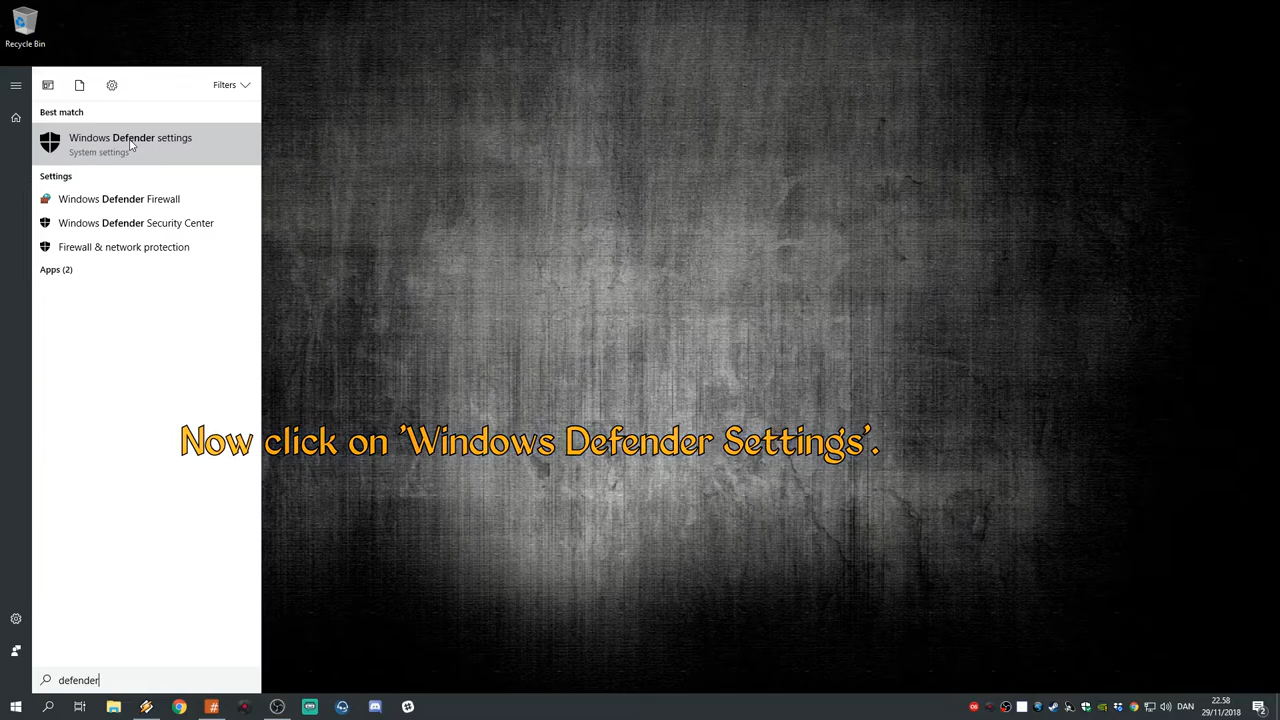 Recycle Bin
Filters
Best match
Windows Defender settings
System settings
Settings
Windows Defender Firewall
Windows Defender Security Center
Firewall & network protection
Apps (2)
Now click on 'Windows Defender Settings'.
defender
DAN
22.58
29/11/2018
2